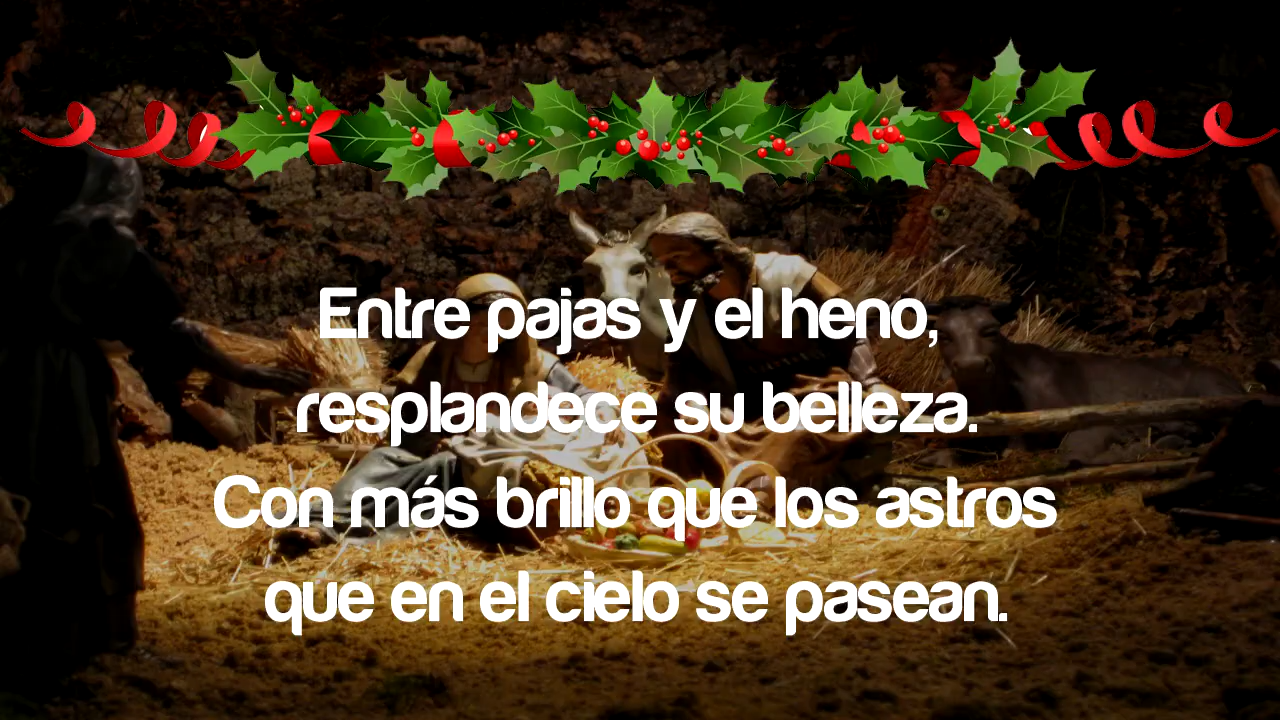 Entre pajas y el heno,
resplandece su belleza.
Con más brillo que los astros
que en el cielo se pasean.